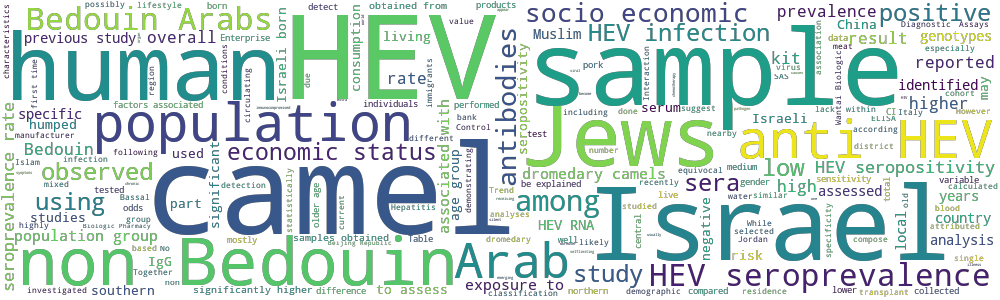 Bedouin Arabs
possibly
lifestyle
born
detect
obtained from
products
socio economic
prevalence
positive
previous study
overall
Enterprise
living
value
Muslim
HEV infection
China
Diagnostic Assays
data
result
genotypes
especially
human
HEV
sample
characteristics
first time
region
conditions
circulating
Israeli born
due
consumption
rate
immigrants
antibodies
seropositivity
pork
interaction
virus
SAS
kit
Wantai Biologic
meat
association
identified
reported
cohort
may
factors associated
individuals
performed
specific
humped
manufacturer
population
following
used
economic status
associated with
different
bank
Control
including
done
serum
suggest
lack
within
CI
Italy
However
higher
ELISA
test
Jews
nearby
Israeli
according
anti
HEV
number
district
Bedouin
Islam
infection
observed
mixed
tested
Bassal
odds
highly
using
studies
group
Biologic Pharmacy
part
significant
detection
statistically
older age
current
Hepatitis
age group
demonstrating
Trend
analyses
dromedary camels
equivocal
medium
low
HEV seropositivity
be explained
recently
gender
sensitivity
variable
calculated
camel
among
sera
live
high
assessed
years
studied
water
similar
total
old
blood
country
attributed
seroprevalence rate
population group
based
No
IgG
Together
mostly
samples obtained
Beijing Republic
Table
dromedary
HEV RNA
well
likely
central
negative
While
selected
Jordan
risk
specificity
compose
local
analysis
single
illness
non
Bedouin
Arab
Israel
study
HEV seroprevalence
investigated
southern
significantly higher
difference
to assess
exposure to
classification
northern
demographic
compared
residence
lower
transplant
collected